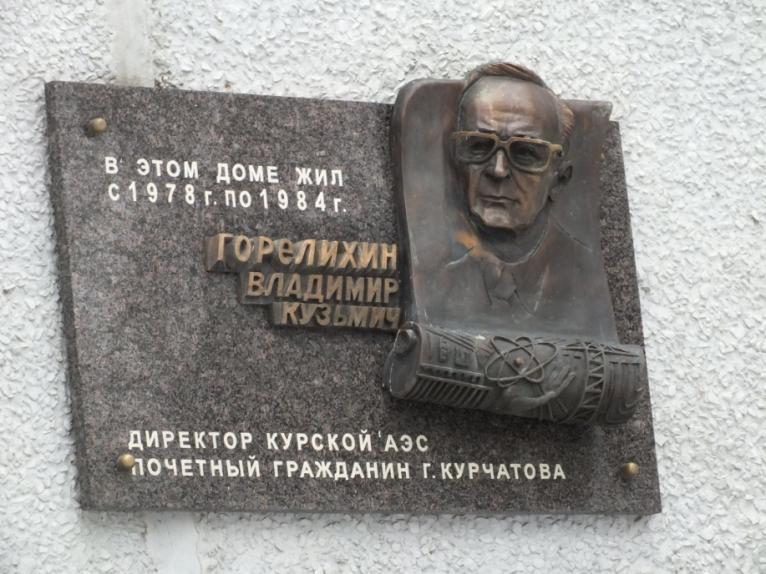 В ЭТОМ ДОМЕ ЖИЛ
С 1978 г. ПО 1984 г.
ГОРЕЛИХИН
ВЛАДИМИР
КУЗЬМИЧ
ДИРЕКТОР КУРСКОЙ АЭС
ПОЧЕТНЫЙ ГРАЖДАНИН Г. КУРЧАТОВА